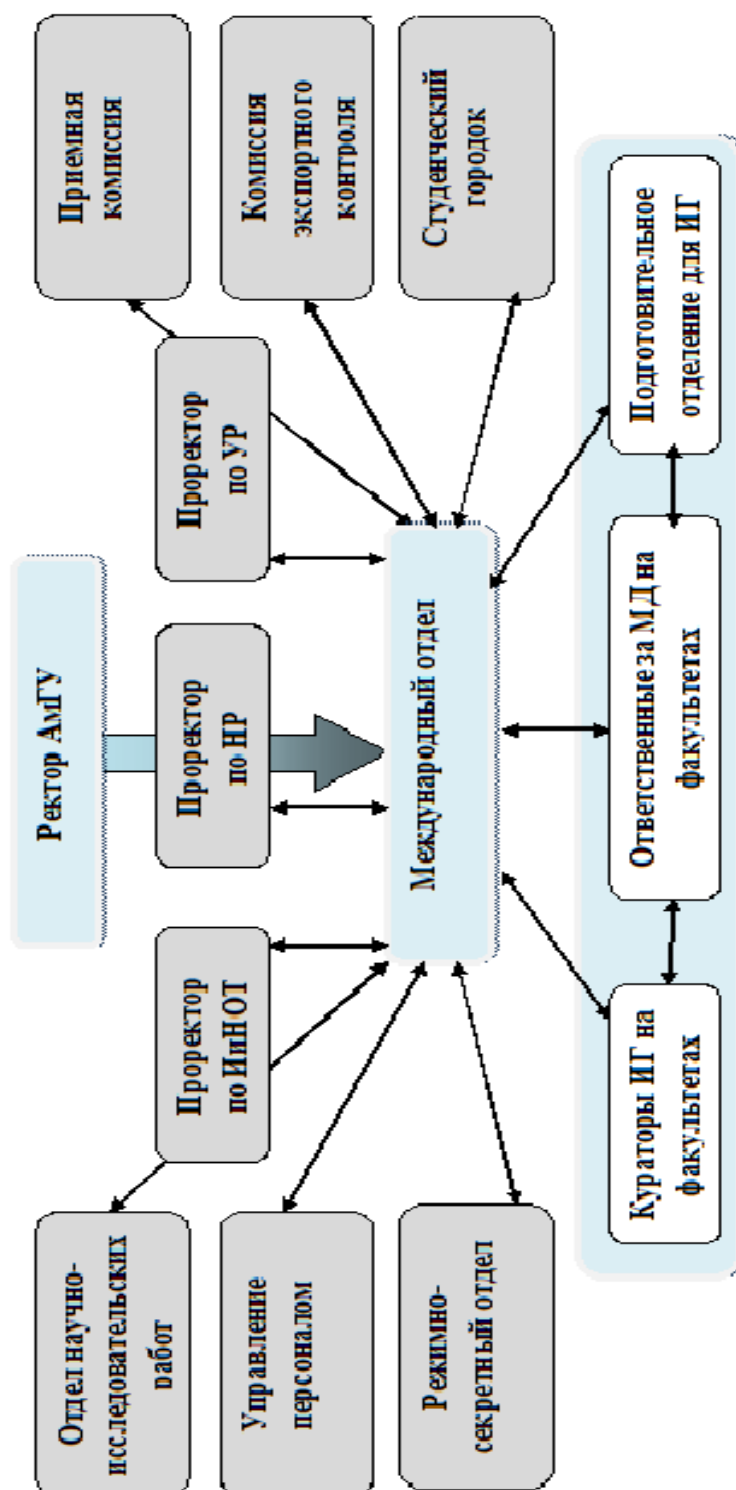 Ректор АмГУ
Отдел научно-
исследовательских
работ
Проректор
по ИиНОТ
Проректор
по НР
Проректор
по УР
Приемная
комиссия
Управление
персоналом
Международный отдел
Комиссия
экспортного
контроля
Режимно-
секретный отдел
Студенческий
городок
Кураторы ИГ на
факультетах
Ответственные за МД на
факультетах
Подготовительное
отделение для ИГ